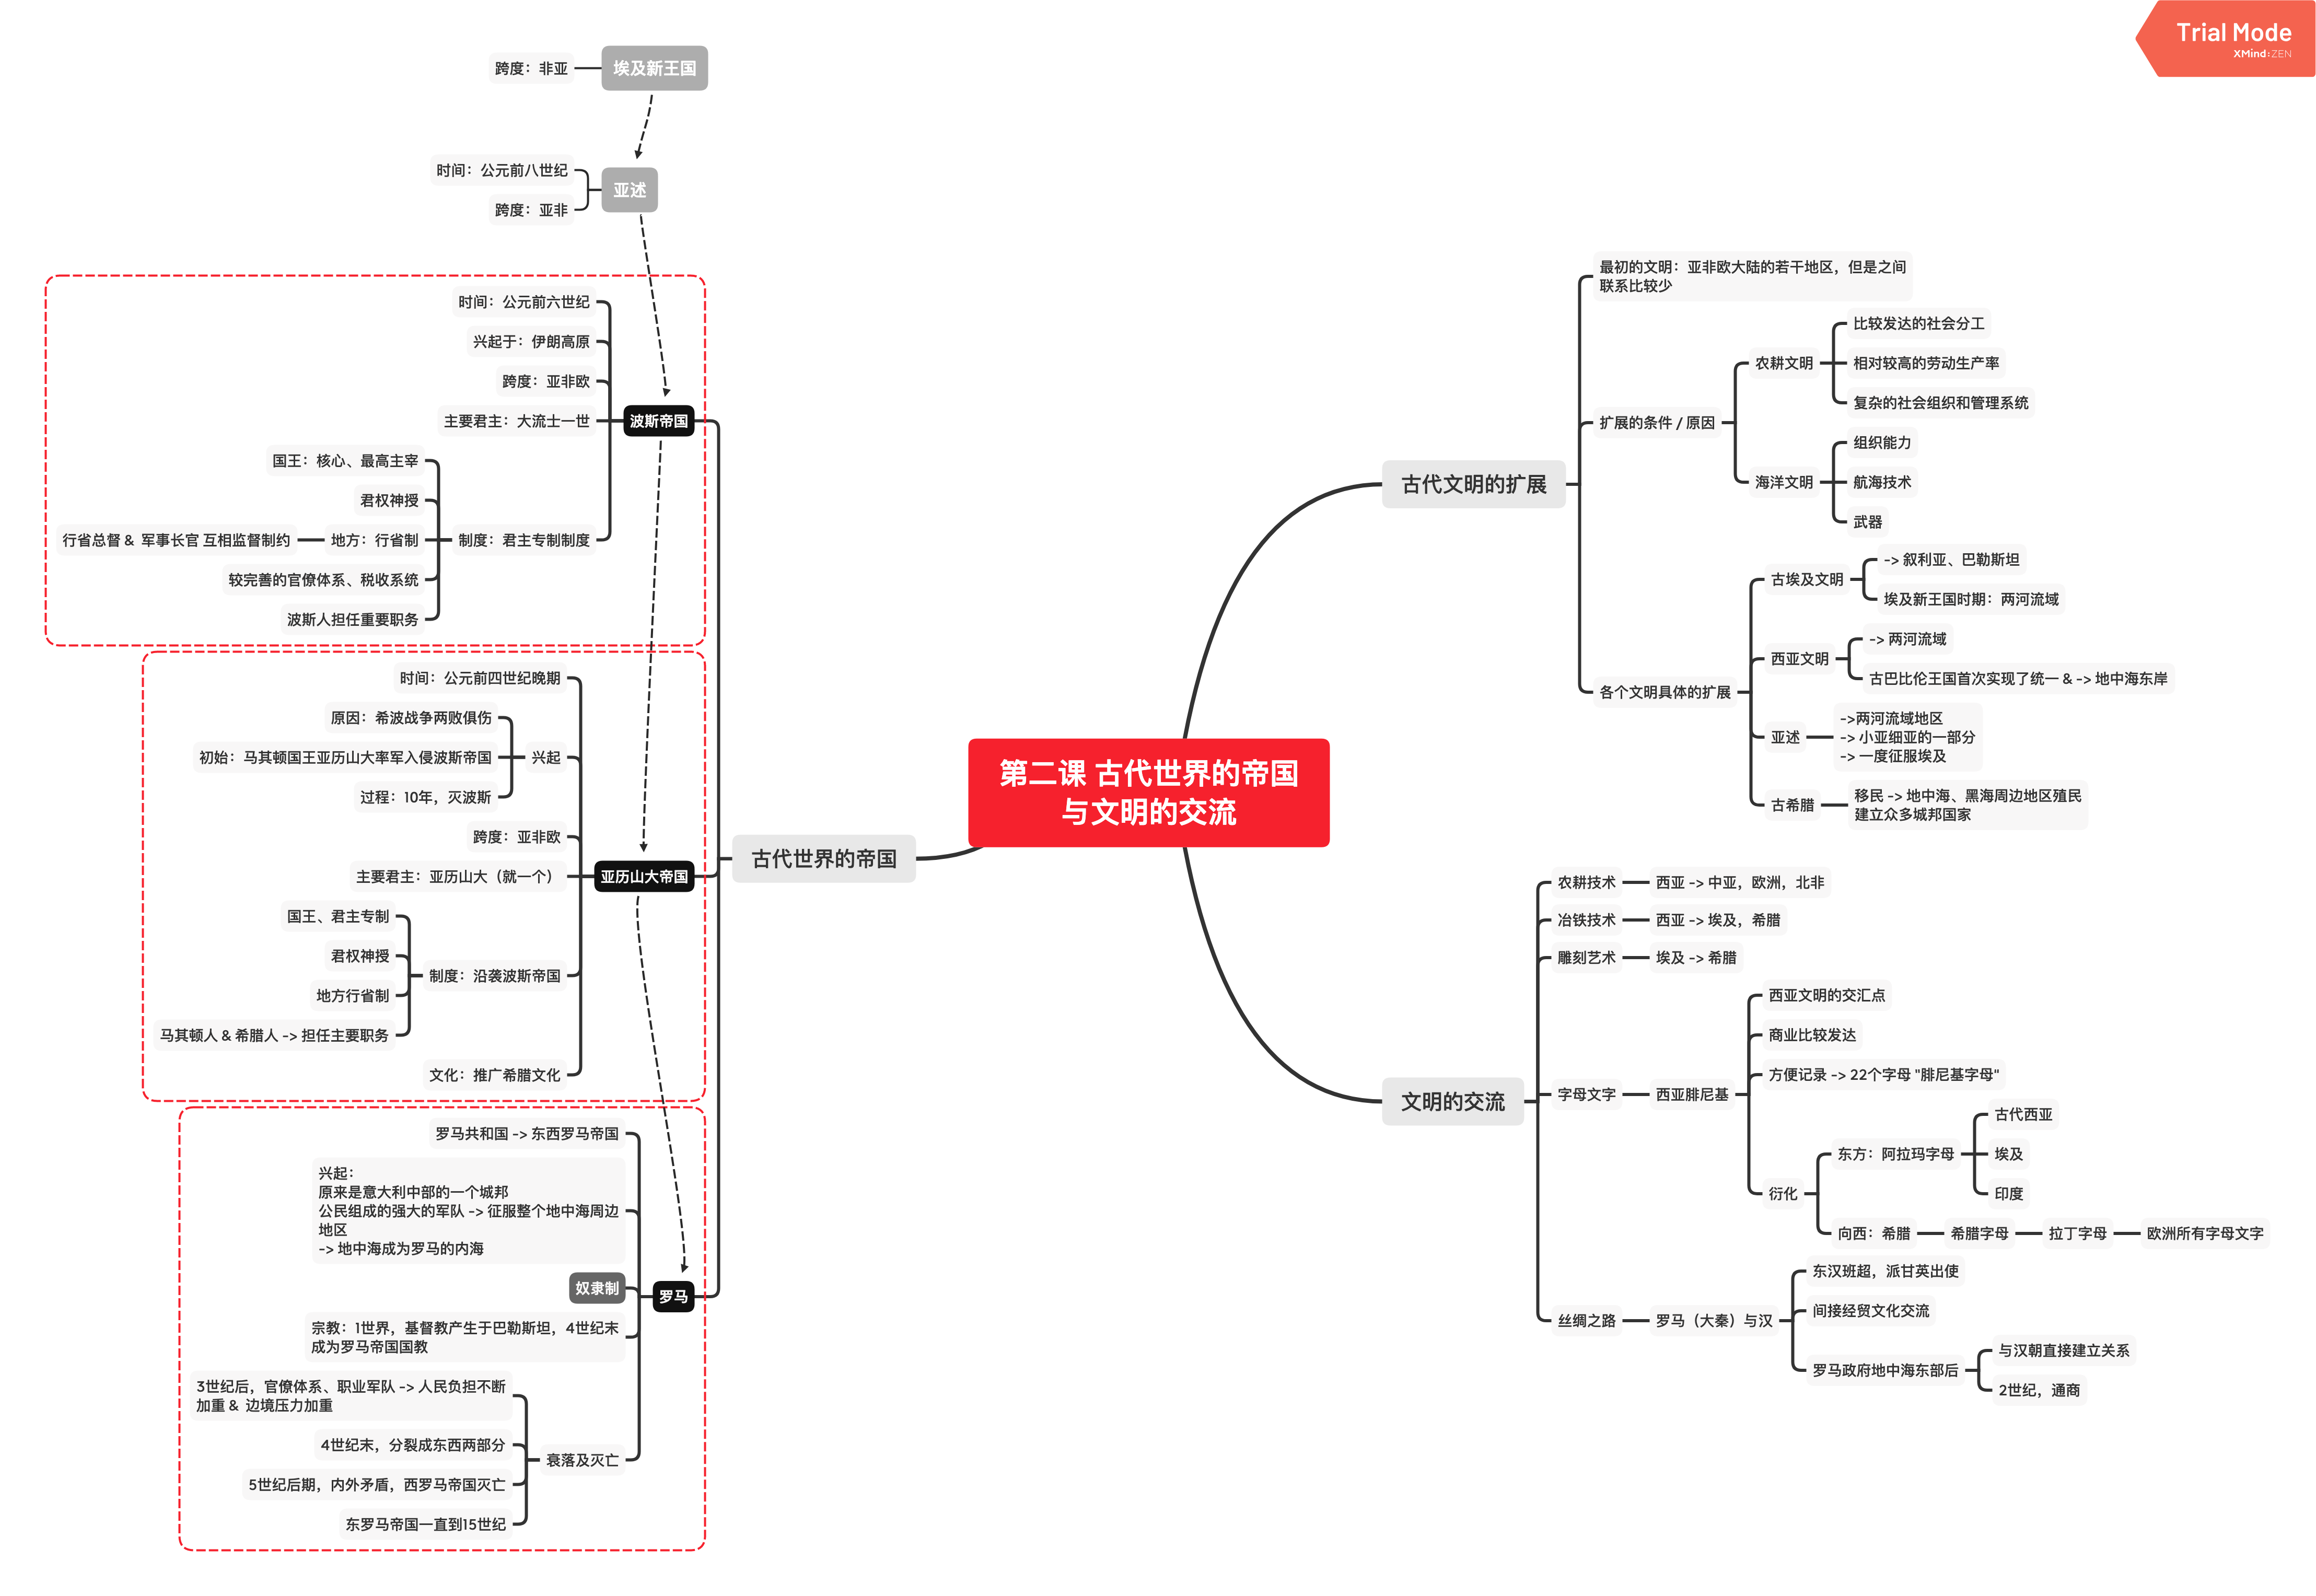 Trial Mode
XMind:ZEN
第二课 古代世界的帝国
与文明的交流
古代文明的扩展
最初的文明：亚非欧大陆的若干地区，但是之间
联系比较少
扩展的条件 / 原因
农耕文明
比较发达的社会分工
相对较高的劳动生产率
复杂的社会组织和管理系统
海洋文明
组织能力
航海技术
武器
各个文明具体的扩展
古埃及文明
-> 叙利亚、巴勒斯坦
埃及新王国时期：两河流域
西亚文明
-> 两河流域
古巴比伦王国首次实现了统一 & -> 地中海东岸
亚述
->两河流域地区
-> 小亚细亚的一部分
-> 一度征服埃及
古希腊
移民 -> 地中海、黑海周边地区殖民
建立众多城邦国家
文明的交流
农耕技术
西亚 -> 中亚，欧洲，北非
冶铁技术
西亚 -> 埃及，希腊
雕刻艺术
埃及 -> 希腊
字母文字
西亚腓尼基
西亚文明的交汇点
商业比较发达
方便记录 -> 22个字母 "腓尼基字母"
衍化
东方：阿拉玛字母
古代西亚
埃及
印度
向西：希腊
希腊字母
拉丁字母
欧洲所有字母文字
丝绸之路
罗马（大秦）与汉
东汉班超，派甘英出使
间接经贸文化交流
罗马政府地中海东部后
与汉朝直接建立关系
2世纪，通商
古代世界的帝国
埃及新王国
跨度：非亚
亚述
时间：公元前八世纪
跨度：亚非
波斯帝国
时间：公元前六世纪
兴起于：伊朗高原
跨度：亚非欧
主要君主：大流士一世
制度：君主专制制度
国王：核心、最高主宰
君权神授
地方：行省制
行省总督 & 军事长官 互相监督制约
较完善的官僚体系、税收系统
波斯人担任重要职务
亚历山大帝国
时间：公元前四世纪晚期
兴起
原因：希波战争两败俱伤
初始：马其顿国王亚历山大率军入侵波斯帝国
过程：10年，灭波斯
跨度：亚非欧
主要君主：亚历山大（就一个）
制度：沿袭波斯帝国
国王、君主专制
君权神授
地方行省制
马其顿人 & 希腊人 -> 担任主要职务
文化：推广希腊文化
罗马
罗马共和国 -> 东西罗马帝国
兴起：
原来是意大利中部的一个城邦
公民组成的强大的军队 -> 征服整个地中海周边
地区
-> 地中海成为罗马的内海
奴隶制
宗教：1世界，基督教产生于巴勒斯坦，4世纪末
成为罗马帝国国教
衰落及灭亡
3世纪后，官僚体系、职业军队 -> 人民负担不断
加重 & 边境压力加重
4世纪末，分裂成东西两部分
5世纪后期，内外矛盾，西罗马帝国灭亡
东罗马帝国一直到15世纪